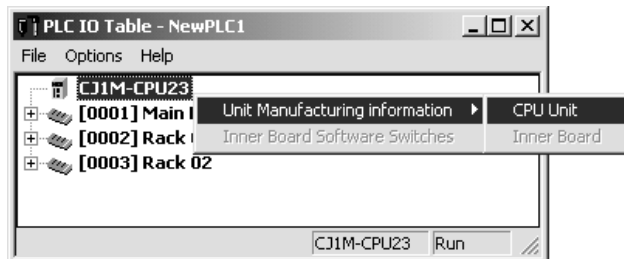 PLC IO Table - NewPLC1
File Options Help
CJ1M-CPU23
[0001] Main
Unit Manufacturing information
CPU Unit
[0002] Rack
Inner Board Software Switches
Inner Board
[0003] Rack 02
CJ1M-CPU23 Run